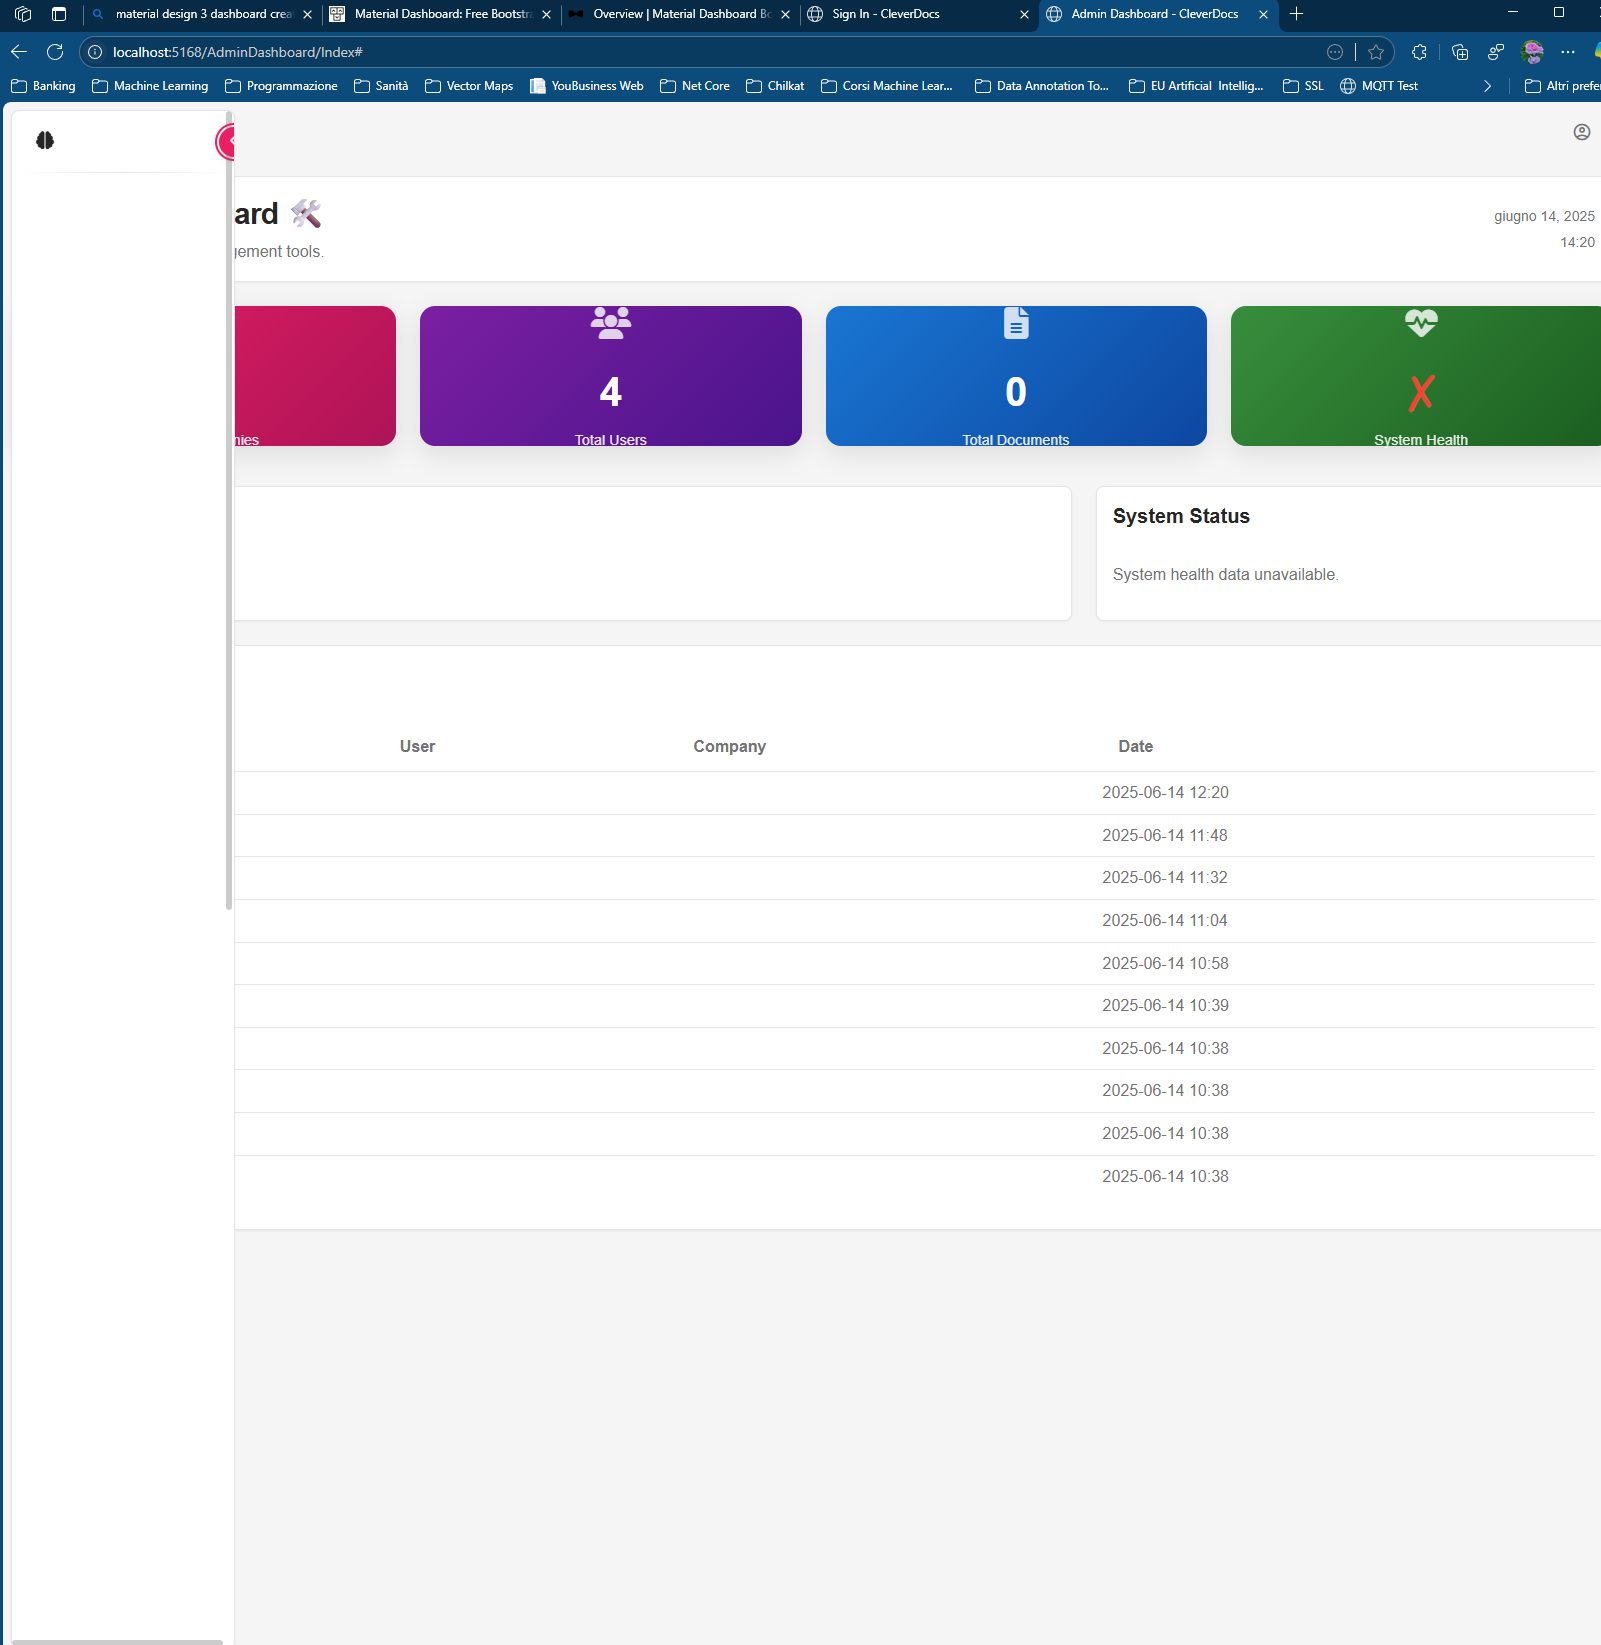 material design 3 dashboard crea
Material Dashboard: Free Bootstr
Overview | Material Dashboard Bo
Sign In - CleverDocs
Admin Dashboard - CleverDocs
localhost:5168/AdminDashboard/Index#
Banking
Machine Learning
Programmazione
Sanità
Vector Maps
YouBusiness Web
Net Core
Chilkat
Corsi Machine Lear...
Data Annotation To...
EU Artificial Intellig...
SSL
MQTT Test
Altri prefe
ard
gement tools.
giugno 14, 2025
14:20
nies
4
Total Users
0
Total Documents
System Health
System Status
System health data unavailable.
User Company Date
2025-06-14 12:20
2025-06-14 11:48
2025-06-14 11:32
2025-06-14 11:04
2025-06-14 10:58
2025-06-14 10:39
2025-06-14 10:38
2025-06-14 10:38
2025-06-14 10:38
2025-06-14 10:38